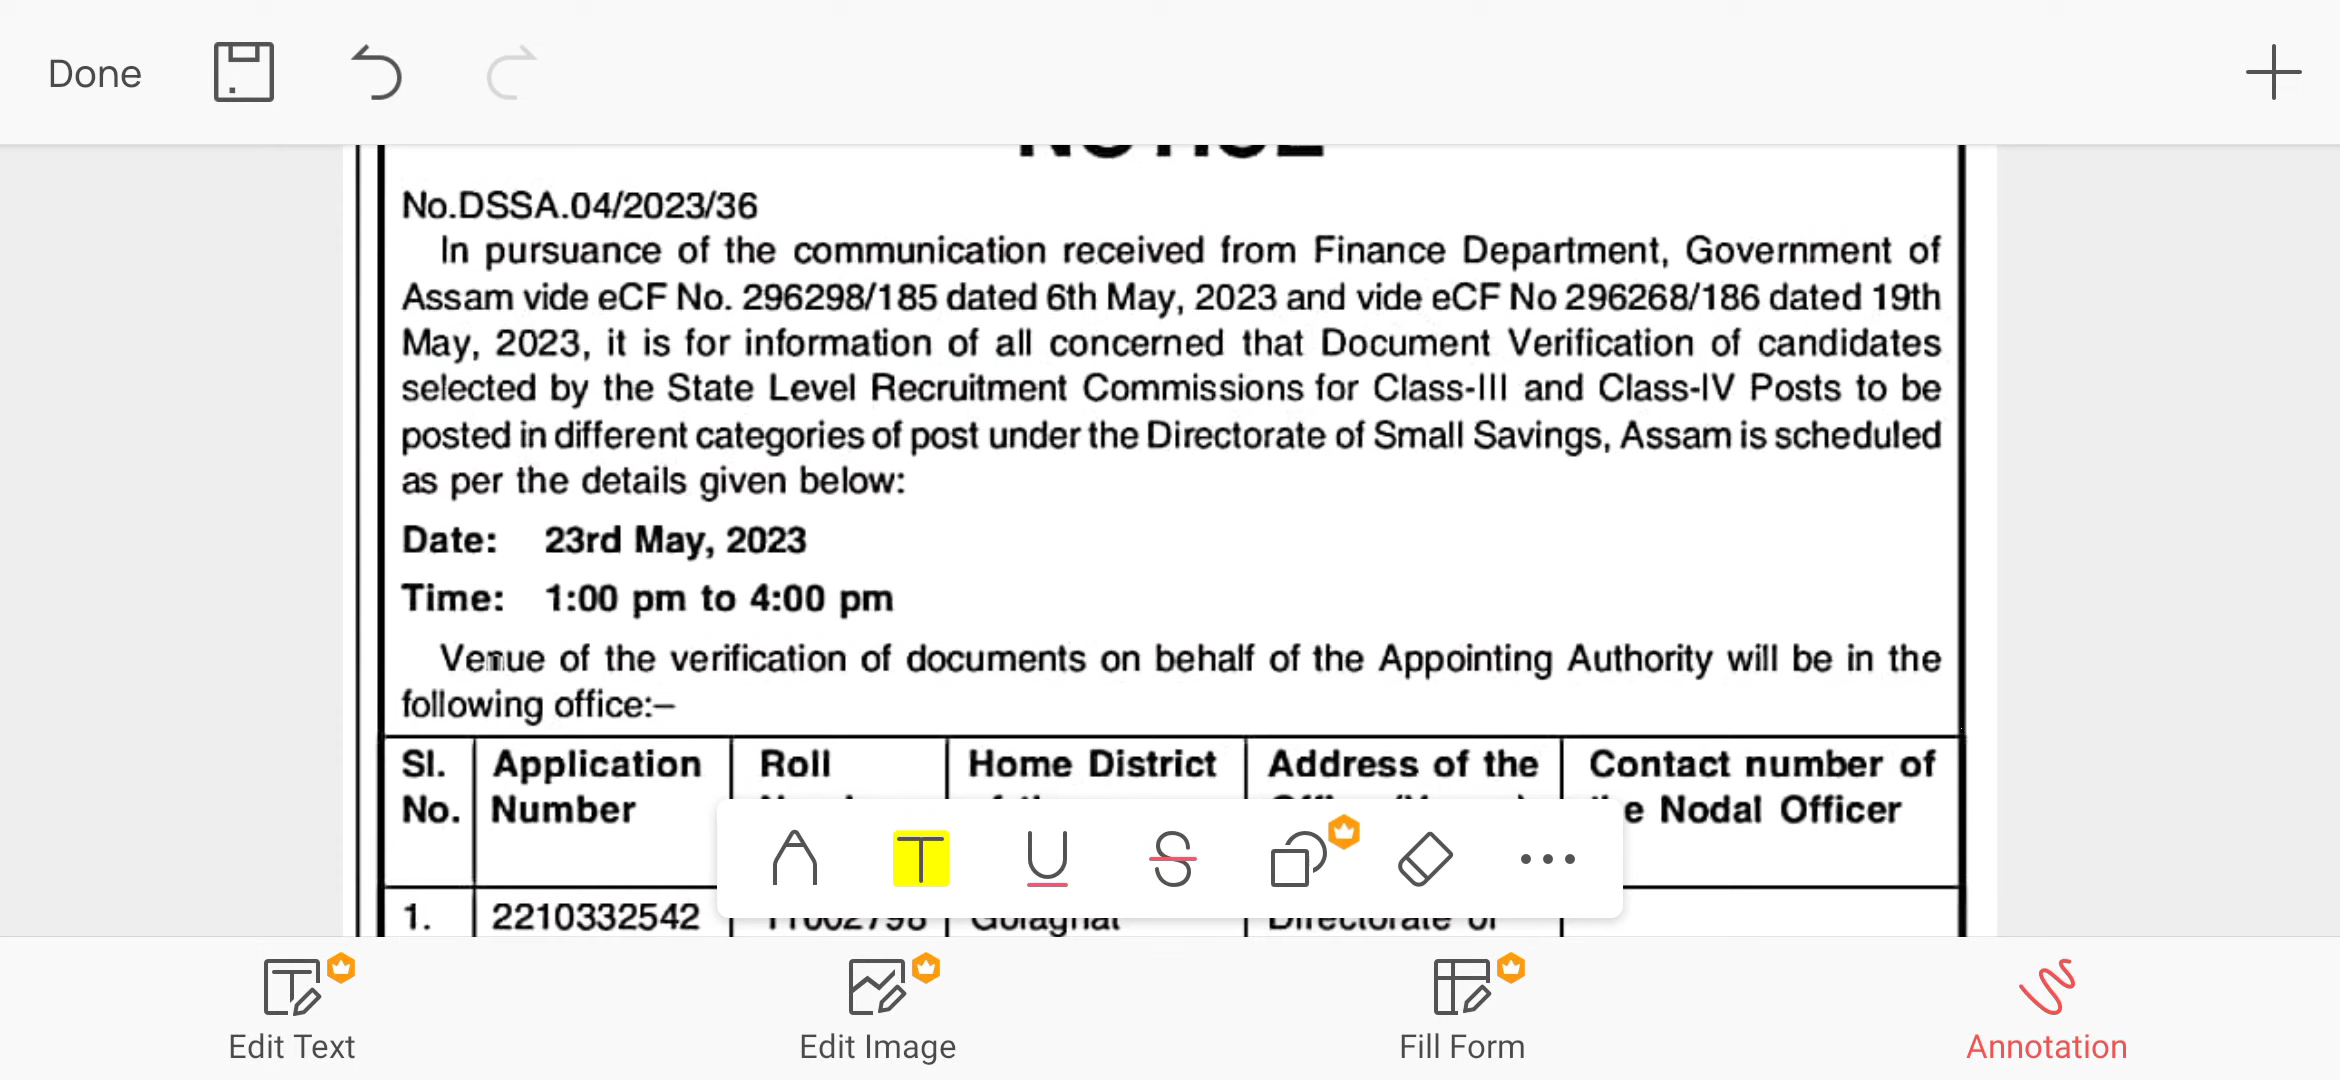 Done
NOTICE
No.DSSA.04/2023/36
In pursuance of the communication received from Finance Department, Government of
Assam vide eCF No. 296298/185 dated 6th May, 2023 and vide eCF No 296268/186 dated 19th
May, 2023, it is for information of all concerned that Document Verification of candidates
selected by the State Level Recruitment Commissions for Class-III and Class-IV Posts to be
posted in different categories of post under the Directorate of Small Savings, Assam is scheduled
as per the details given below:
Date: 23rd May, 2023
Time: 1:00 pm to 4:00 pm
Venue of the verification of documents on behalf of the Appointing Authority will be in the
following office:–
Sl. Application Roll Home District Address of the Contact number of
No. Number Nodal Officer
1. 2210332542 11002798 Golaghat Directorate of
Edit Text Edit Image Fill Form Annotation